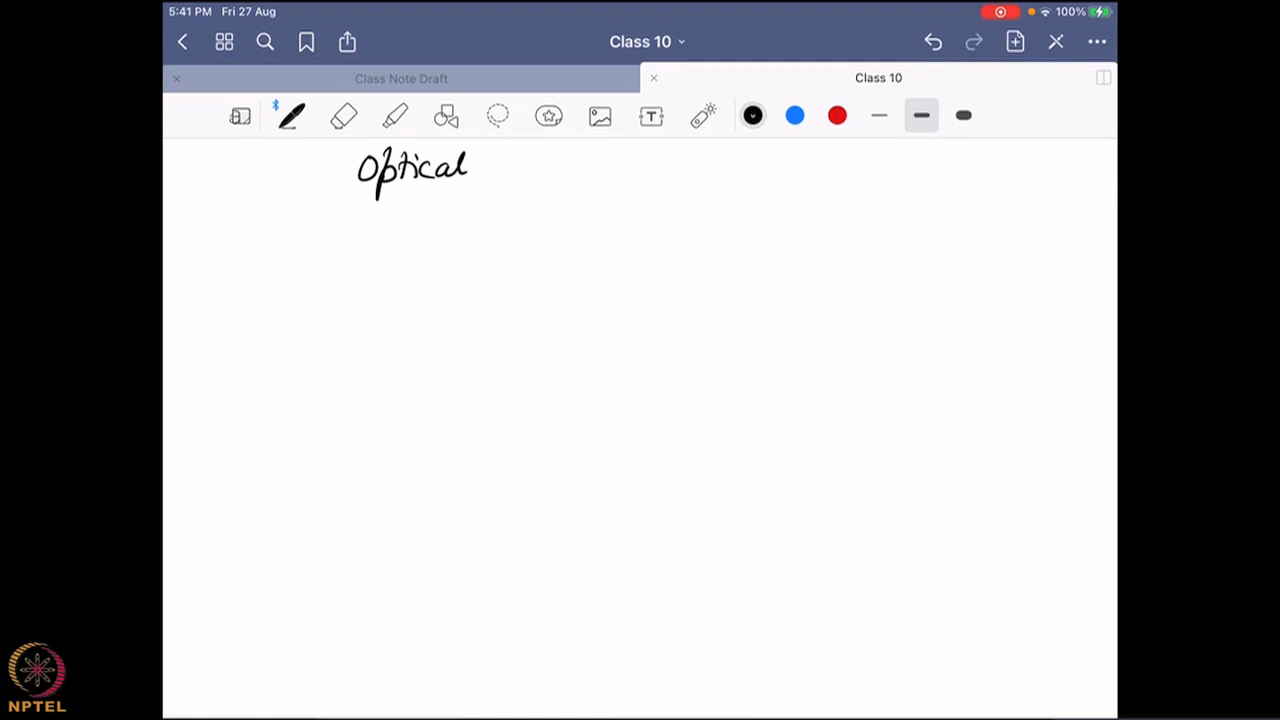 5:41 PM Fri 27 Aug
100%
Class 10
Class Note Draft
Class 10
T
Optical
NPTEL